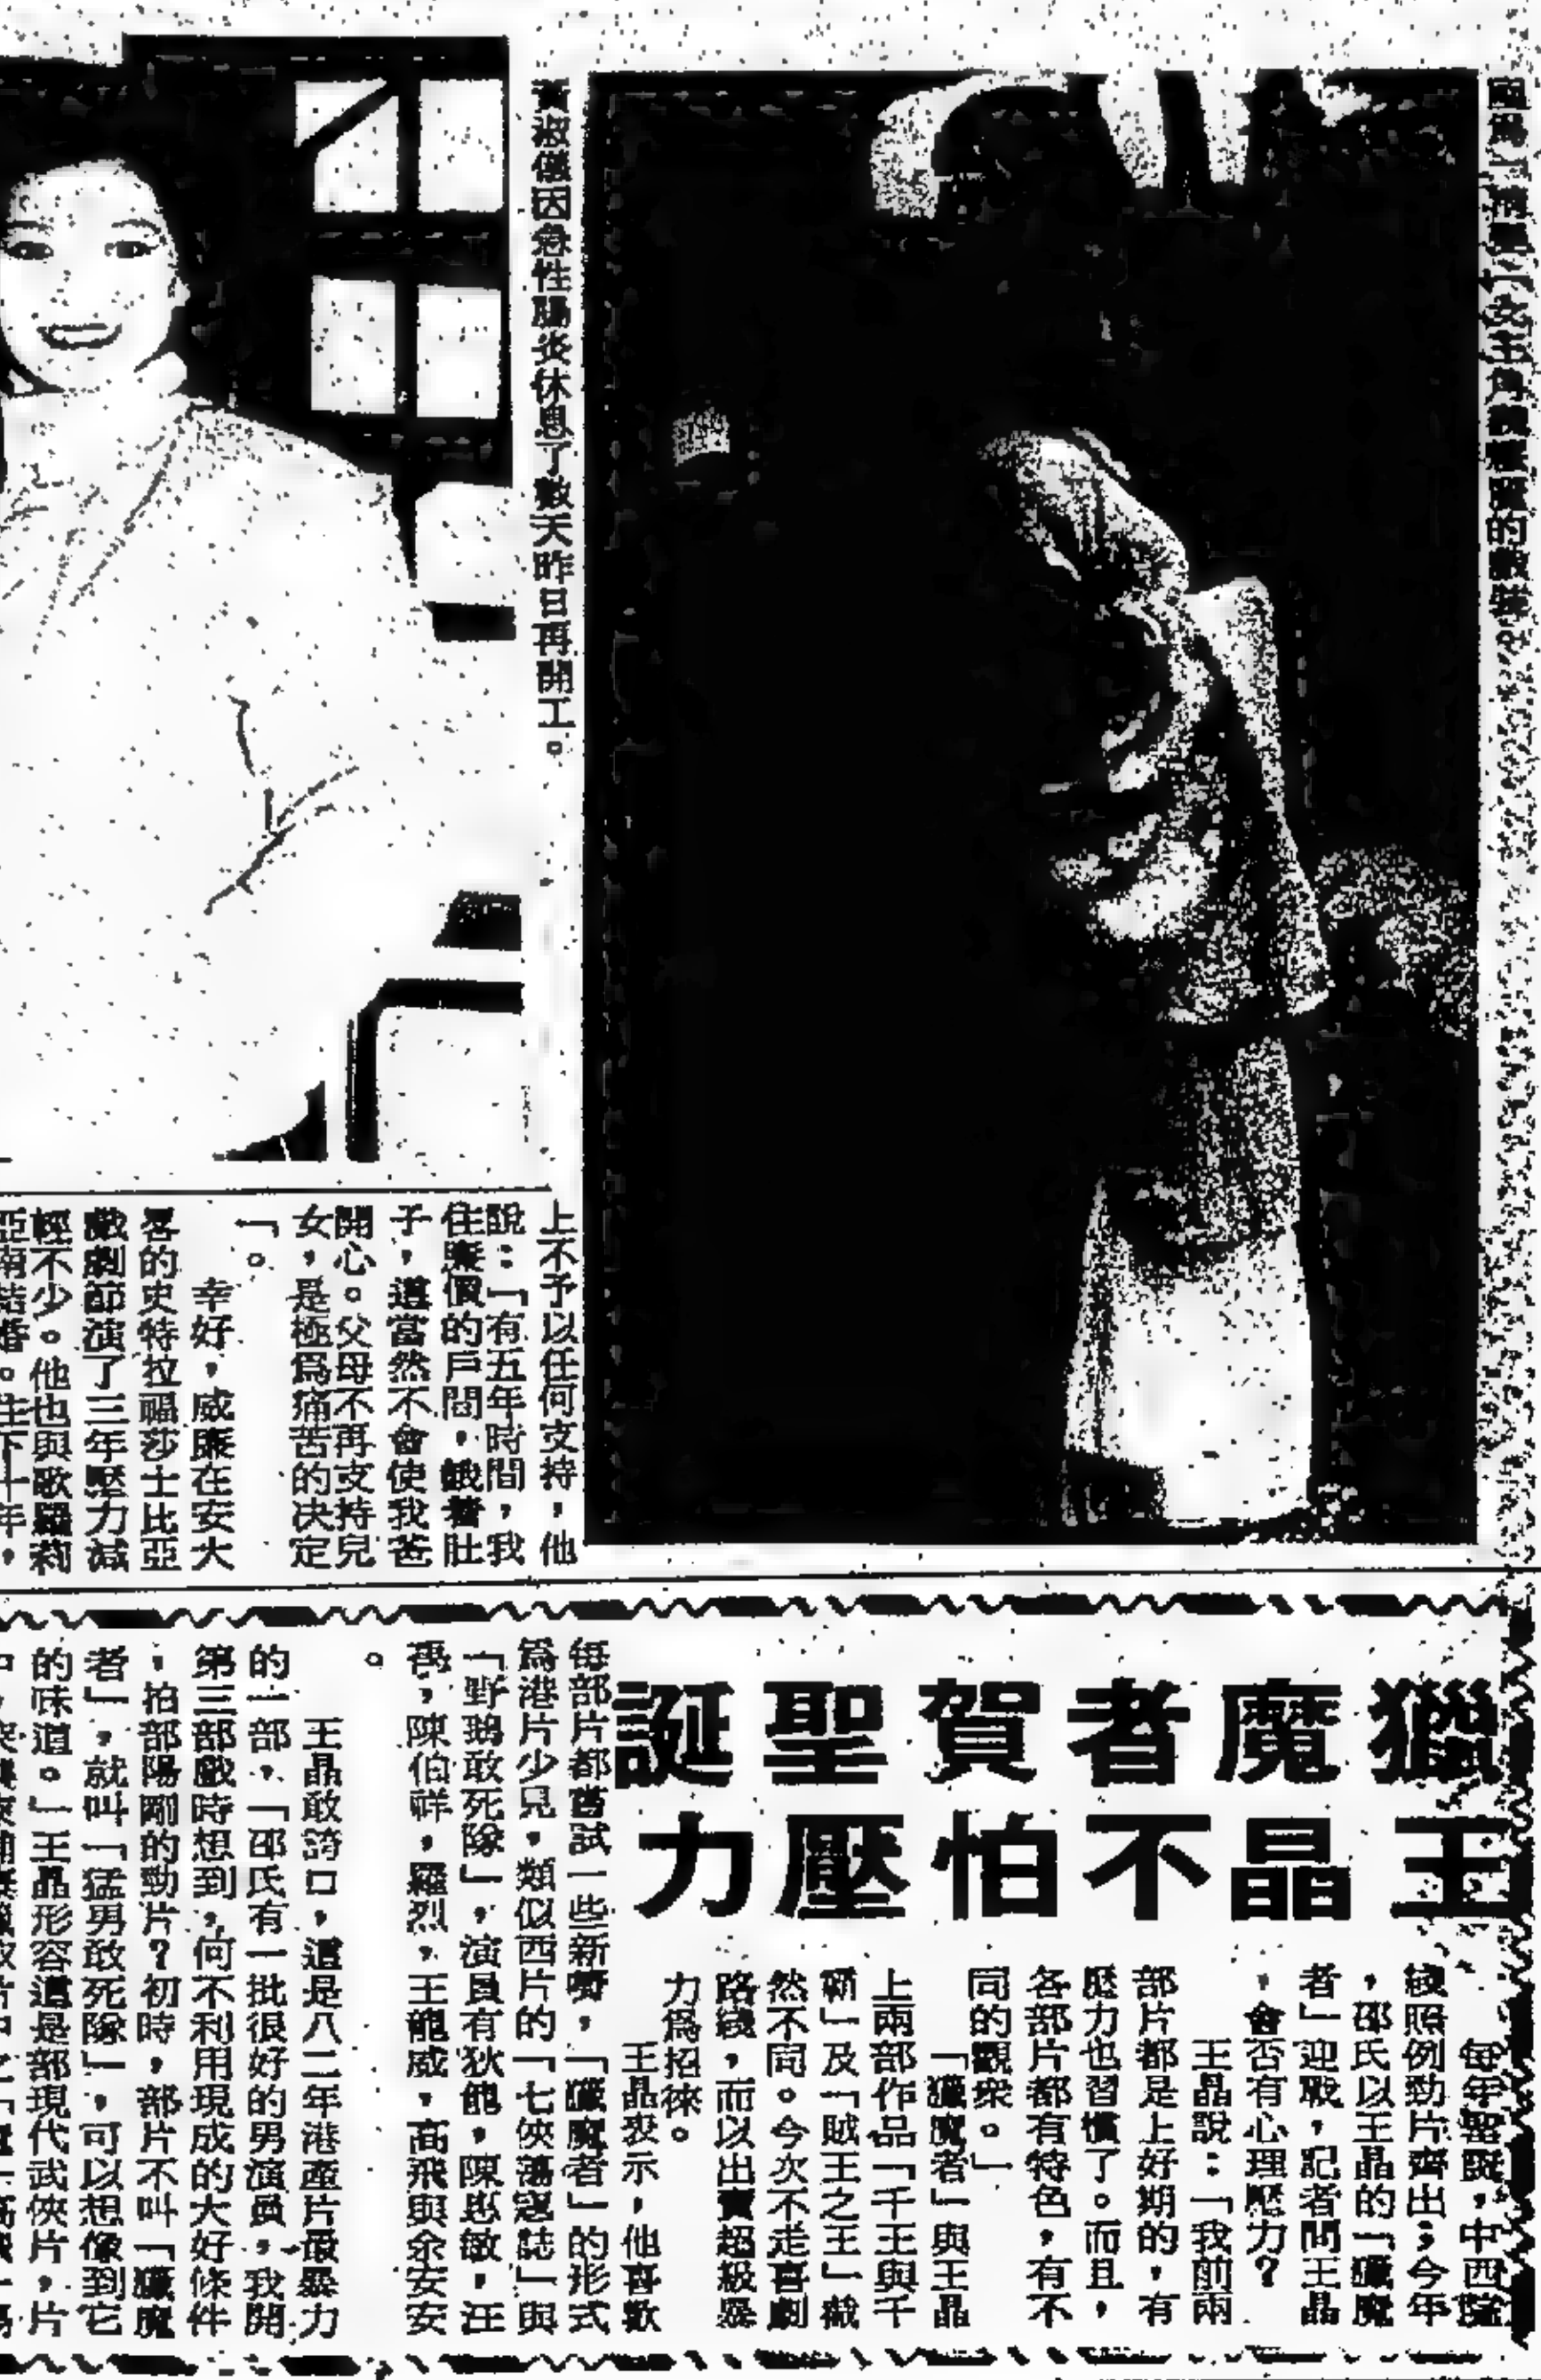 黃淑儀因急性腸炎休息了數天昨日再開工。
上不予以任何支持，他
說：「有五年時間，我
住廉價的戶間，餓著肚
子，這當然不會使我爸
開心。父母不再支持兒
女，是極爲痛苦的決定
」。
幸好，威廉在安大
畧的史特拉福莎士比亞
戲劇節演了三年壓力減
輕不少。他也與歌羅莉
亞南結婚。生下十年，
獵魔者賀聖誕
王晶不怕壓力
每年聖誕，中西猛
綫照例勁片齊出；今年
，邵氏以王晶的「獵魔
者」迎戰，記者問王晶
，會否有心理壓力？
王晶說：「我前兩
部片都是上好期的，有
壓力也習慣了。而且，
各部片都有特色，有不
同的觀衆。」
「獵魔者」與王晶
上兩部作品「千王與千
霸」及「賊王之王」截
然不同。今次不走喜劇
路綫，而以出賣超級暴
力爲招徠。
王晶表示，他喜歡
每部片都嘗試一些新嘢，「獵魔者」的形式
爲港片少見，類似西片的「七俠蕩寇誌」與
「野鵝敢死隊」，演員有狄龍，陳惠敏，汪
禹，陳伯祥，羅烈，王龍威，高飛與余安安
。
王晶敢誇口，這是八二年港產片最暴力
的一部，「邵氏有一批很好的男演員，我開
第三部戲時想到，何不利用現成的大好條件
，拍部陽剛的勁片？初時，部片不叫「獵魔
者」，就叫「猛男敢死隊」，可以想像到它
的味道。」王晶形容這是部現代武俠片，片